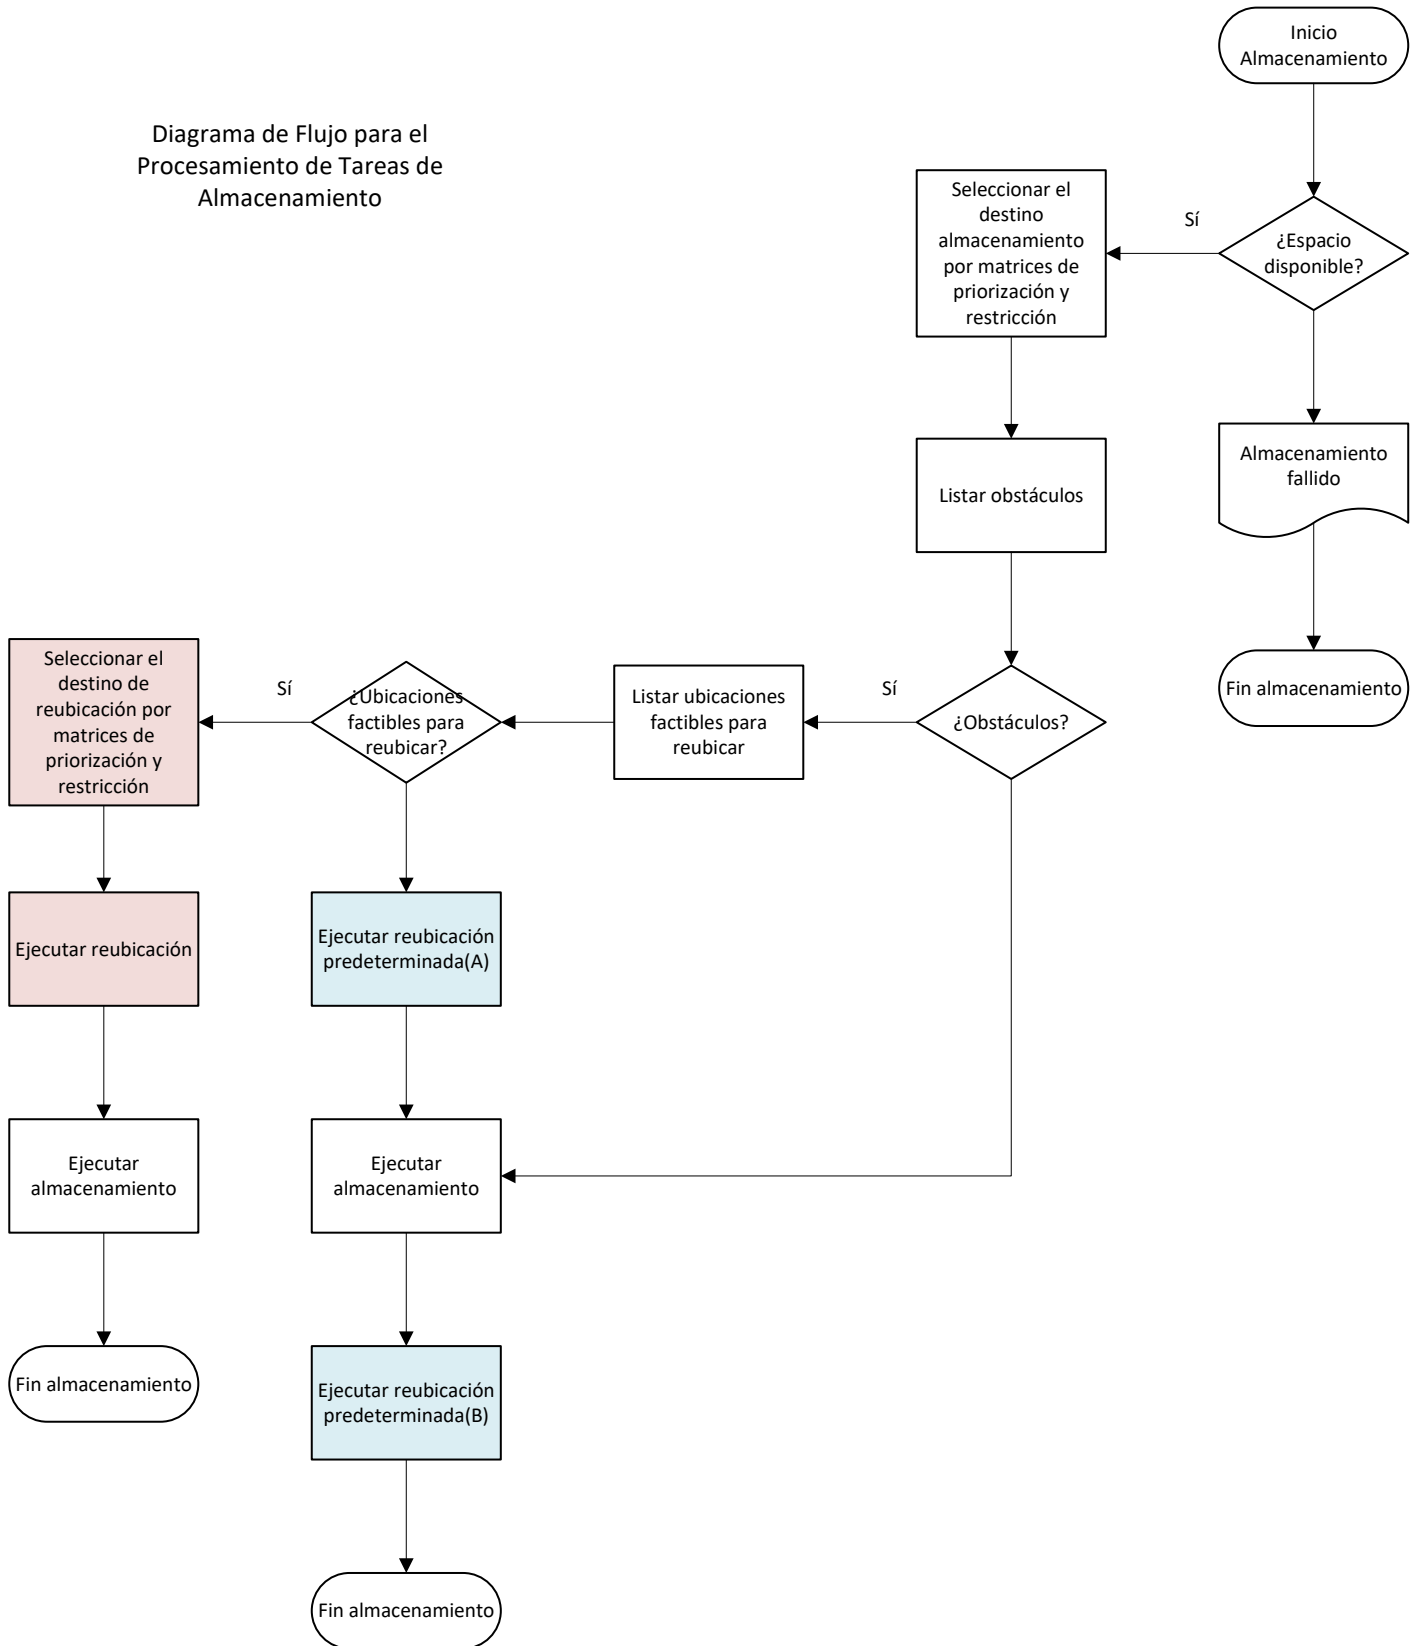 Inicio
Almacenamiento
Diagrama de Flujo para el
Procesamiento de Tareas de
Almacenamiento
Seleccionar el
destino
almacenamiento
por matrices de
priorización y
restricción
Sí
¿Espacio
disponible?
Listar obstáculos
Almacenamiento
fallido
Seleccionar el
destino de
reubicación por
matrices de
priorización y
restricción
Sí
¿Ubicaciones
factibles para
reubicar?
Listar ubicaciones
factibles para
reubicar
Sí
¿Obstáculos?
Fin almacenamiento
Ejecutar reubicación
Ejecutar reubicación
predeterminada(A)
Ejecutar
almacenamiento
Ejecutar
almacenamiento
Fin almacenamiento
Ejecutar reubicación
predeterminada(B)
Fin almacenamiento